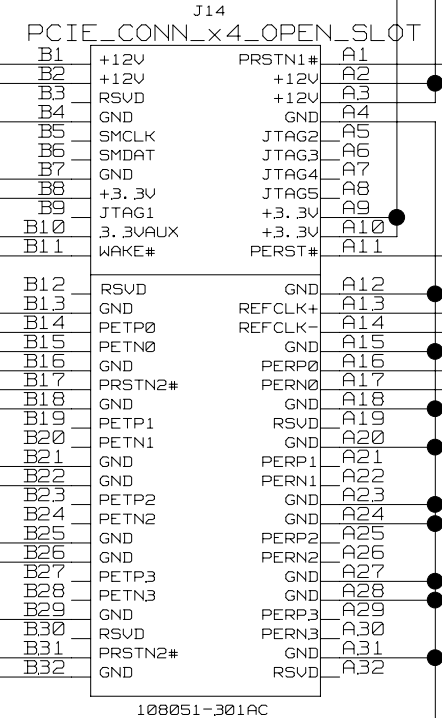 J14
PCIE_CONN_x4_OPEN_SLOT
B1 +12V PRSTN1# A1
B2 +12V +12V A2
B3 RSVD +12V A3
B4 GND GND A4
B5 SMCLK JTAG2 A5
B6 SMDAT JTAG3 A6
B7 GND JTAG4 A7
B8 +3.3V JTAG5 A8
B9 JTAG1 +3.3V A9
B10 3.3VAUX +3.3V A10
B11 WAKE# PERST# A11
B12 RSVD GND A12
B13 GND REFCLK+ A13
B14 PETP0 REFCLK- A14
B15 PETN0 GND A15
B16 GND PERP0 A16
B17 PRSTN2# PERN0 A17
B18 GND GND A18
B19 PETP1 RSVD A19
B20 PETN1 GND A20
B21 GND PERP1 A21
B22 GND PERN1 A22
B23 PETP2 GND A23
B24 PETN2 GND A24
B25 GND PERP2 A25
B26 GND PERN2 A26
B27 PETP3 GND A27
B28 PETN3 GND A28
B29 GND PERP3 A29
B30 RSVD PERN3 A30
B31 PRSTN2# GND A31
B32 GND RSVD A32
108051-301AC